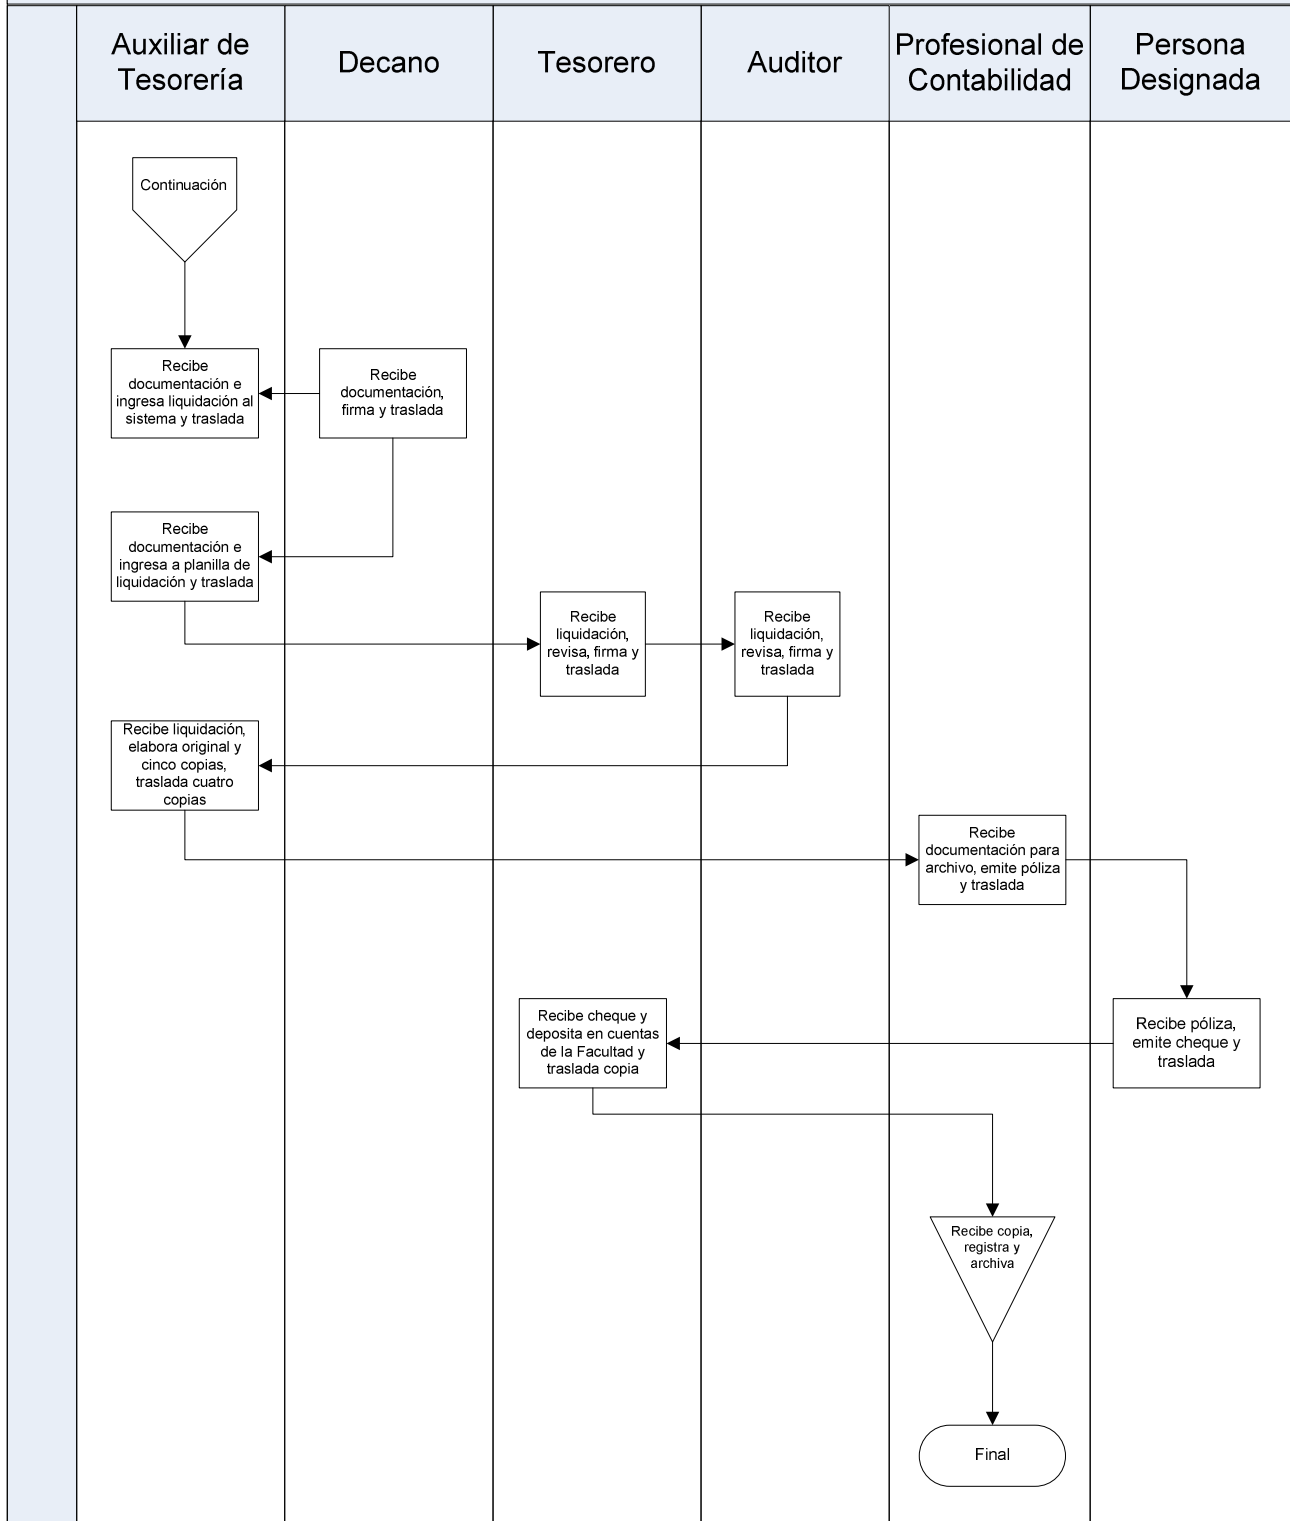 Auxiliar de
Tesorería
Decano
Tesorero
Auditor
Profesional de
Contabilidad
Persona
Designada
Continuación
Recibe
documentación e
ingresa liquidación al
sistema y traslada
Recibe
documentación,
firma y traslada
Recibe
documentación e
ingresa a planilla de
liquidación y traslada
Recibe
liquidación,
revisa, firma y
traslada
Recibe
liquidación,
revisa, firma y
traslada
Recibe liquidación,
elabora original y
cinco copias,
traslada cuatro
copias
Recibe
documentación para
archivo, emite póliza
y traslada
Recibe cheque y
deposita en cuentas
de la Facultad y
traslada copia
Recibe póliza,
emite cheque y
traslada
Recibe copia,
registra y
archiva
Final